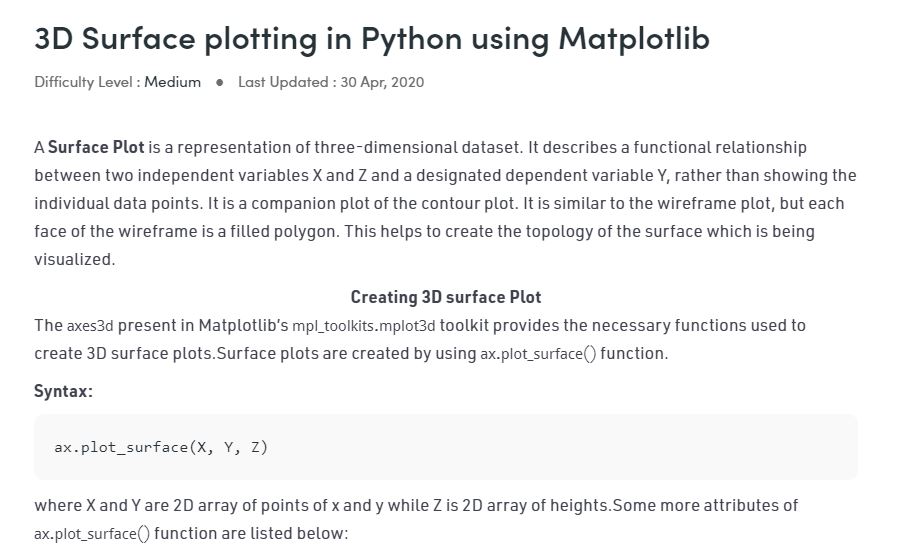 3D Surface plotting in Python using Matplotlib
Difficulty Level : Medium ● Last Updated : 30 Apr, 2020
A Surface Plot is a representation of three-dimensional dataset. It describes a functional relationship
between two independent variables X and Z and a designated dependent variable Y, rather than showing the
individual data points. It is a companion plot of the contour plot. It is similar to the wireframe plot, but each
face of the wireframe is a filled polygon. This helps to create the topology of the surface which is being
visualized.
Creating 3D surface Plot
The axes3d present in Matplotlib's mpl_toolkits.mplot3d toolkit provides the necessary functions used to
create 3D surface plots.Surface plots are created by using ax.plot_surface() function.
Syntax:
ax.plot_surface(X, Y, Z)
where X and Y are 2D array of points of x and y while Z is 2D array of heights.Some more attributes of
ax.plot_surface() function are listed below: